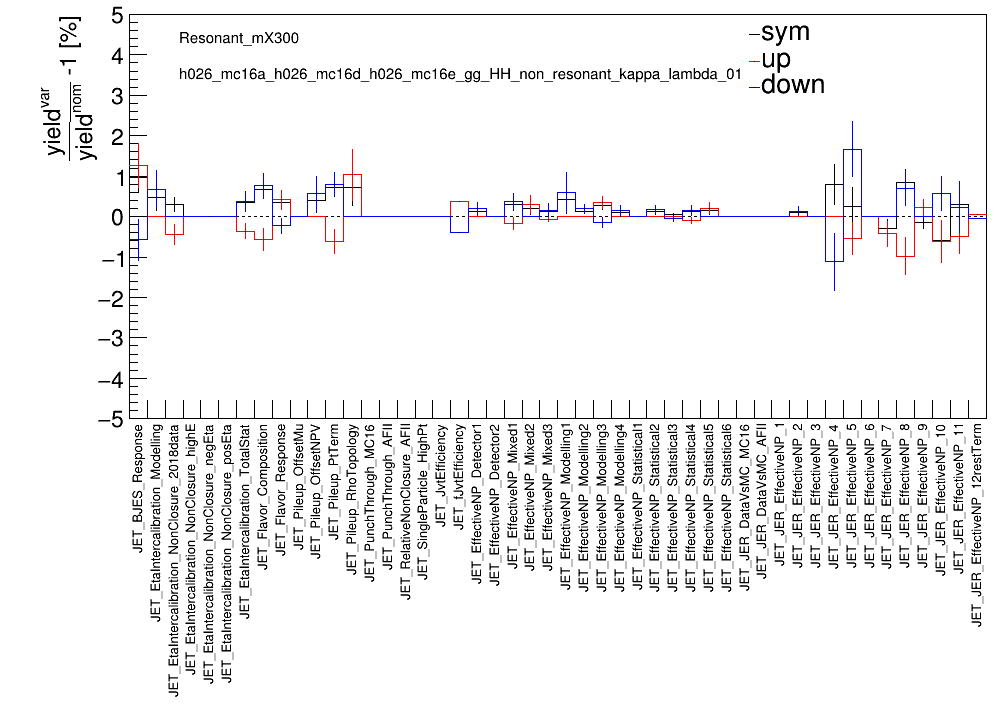 yield^var / yield^nom -1 [%]
5
4
3
2
1
0
−1
−2
−3
−4
−5
Resonant_mX300
h026_mc16a_h026_mc16d_h026_mc16e_gg_HH_non_resonant_kappa_lambda_01
sym
up
down
JET_BJES_Response
JET_EtaIntercalibration_Modelling
JET_EtaIntercalibration_NonClosure_2018data
JET_EtaIntercalibration_NonClosure_highE
JET_EtaIntercalibration_NonClosure_negEta
JET_EtaIntercalibration_NonClosure_posEta
JET_EtaIntercalibration_TotalStat
JET_Flavor_Composition
JET_Flavor_Response
JET_Pileup_OffsetMu
JET_Pileup_OffsetNPV
JET_Pileup_PtTerm
JET_Pileup_RhoTopology
JET_PunchThrough_MC16
JET_PunchThrough_AFII
JET_RelativeNonClosure_AFII
JET_SingleParticle_HighPt
JET_JvtEfficiency
JET_fJvtEfficiency
JET_EffectiveNP_Detector1
JET_EffectiveNP_Detector2
JET_EffectiveNP_Mixed1
JET_EffectiveNP_Mixed2
JET_EffectiveNP_Mixed3
JET_EffectiveNP_Modelling1
JET_EffectiveNP_Modelling2
JET_EffectiveNP_Modelling3
JET_EffectiveNP_Modelling4
JET_EffectiveNP_Statistical1
JET_EffectiveNP_Statistical2
JET_EffectiveNP_Statistical3
JET_EffectiveNP_Statistical4
JET_EffectiveNP_Statistical5
JET_EffectiveNP_Statistical6
JET_JER_DataVsMC_MC16
JET_JER_DataVsMC_AFII
JET_JER_EffectiveNP_1
JET_JER_EffectiveNP_2
JET_JER_EffectiveNP_3
JET_JER_EffectiveNP_4
JET_JER_EffectiveNP_5
JET_JER_EffectiveNP_6
JET_JER_EffectiveNP_7
JET_JER_EffectiveNP_8
JET_JER_EffectiveNP_9
JET_JER_EffectiveNP_10
JET_JER_EffectiveNP_11
JET_JER_EffectiveNP_12restTerm